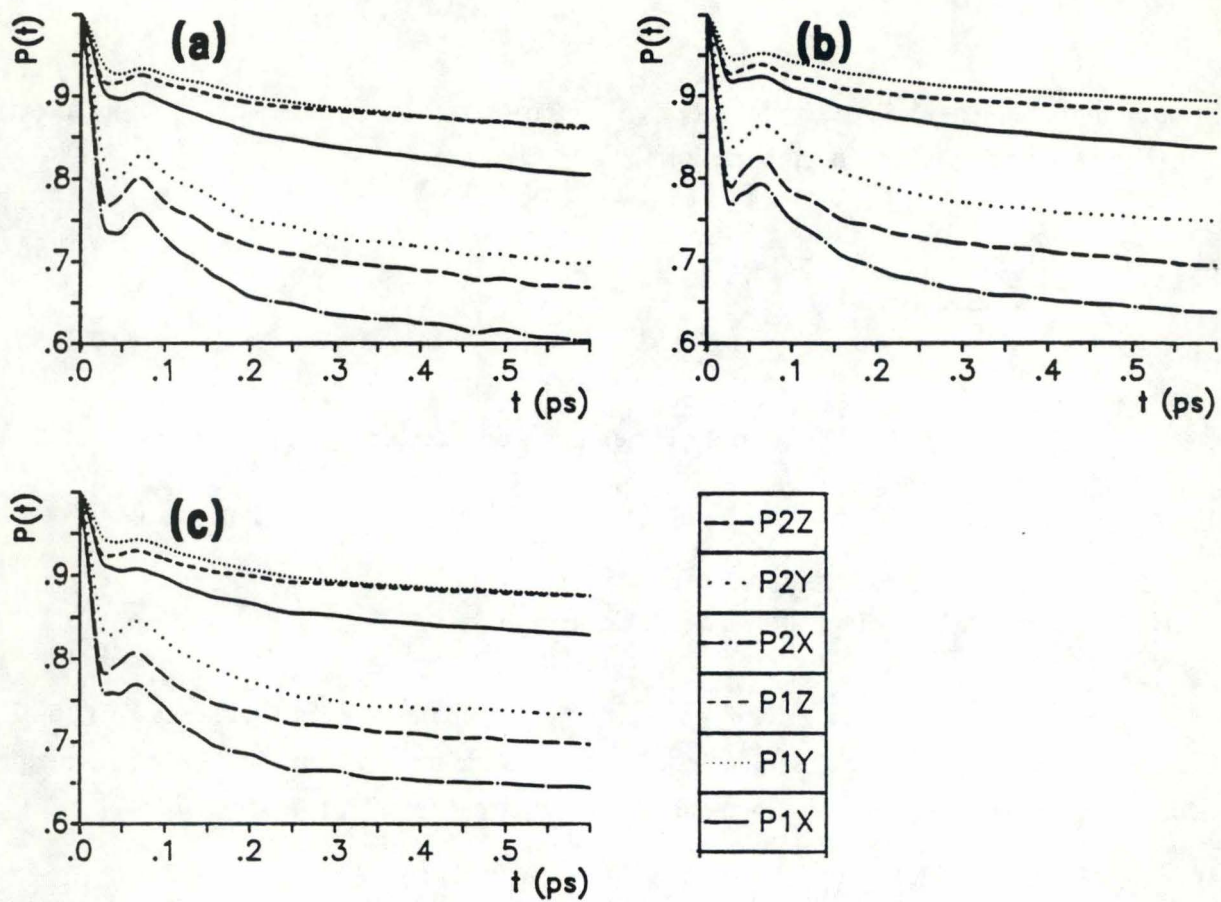 (a)
P(t)
.9
.8
.7
.6
.0 .1 .2 .3 .4 .5
t (ps)
(b)
P(t)
.9
.8
.7
.6
.0 .1 .2 .3 .4 .5
t (ps)
(c)
P(t)
.9
.8
.7
.6
.0 .1 .2 .3 .4 .5
t (ps)
P2Z
P2Y
P2X
P1Z
P1Y
P1X